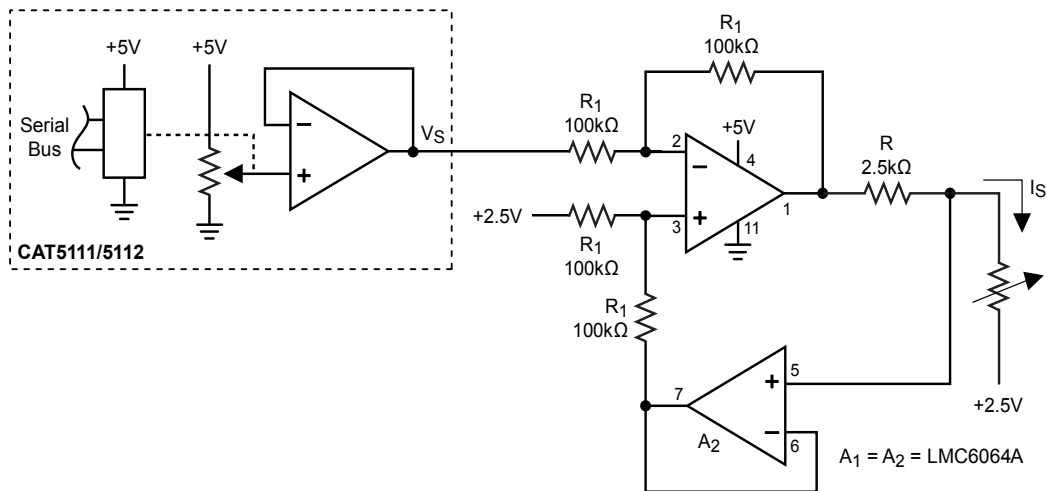 +5V
+5V
Serial
Bus
VS
CAT5111/5112
R1
100kΩ
R1
100kΩ
+5V
2
4
3
11
1
+2.5V
R1
100kΩ
R1
100kΩ
R
2.5kΩ
IS
+2.5V
5
7
6
A2
A1 = A2 = LMC6064A